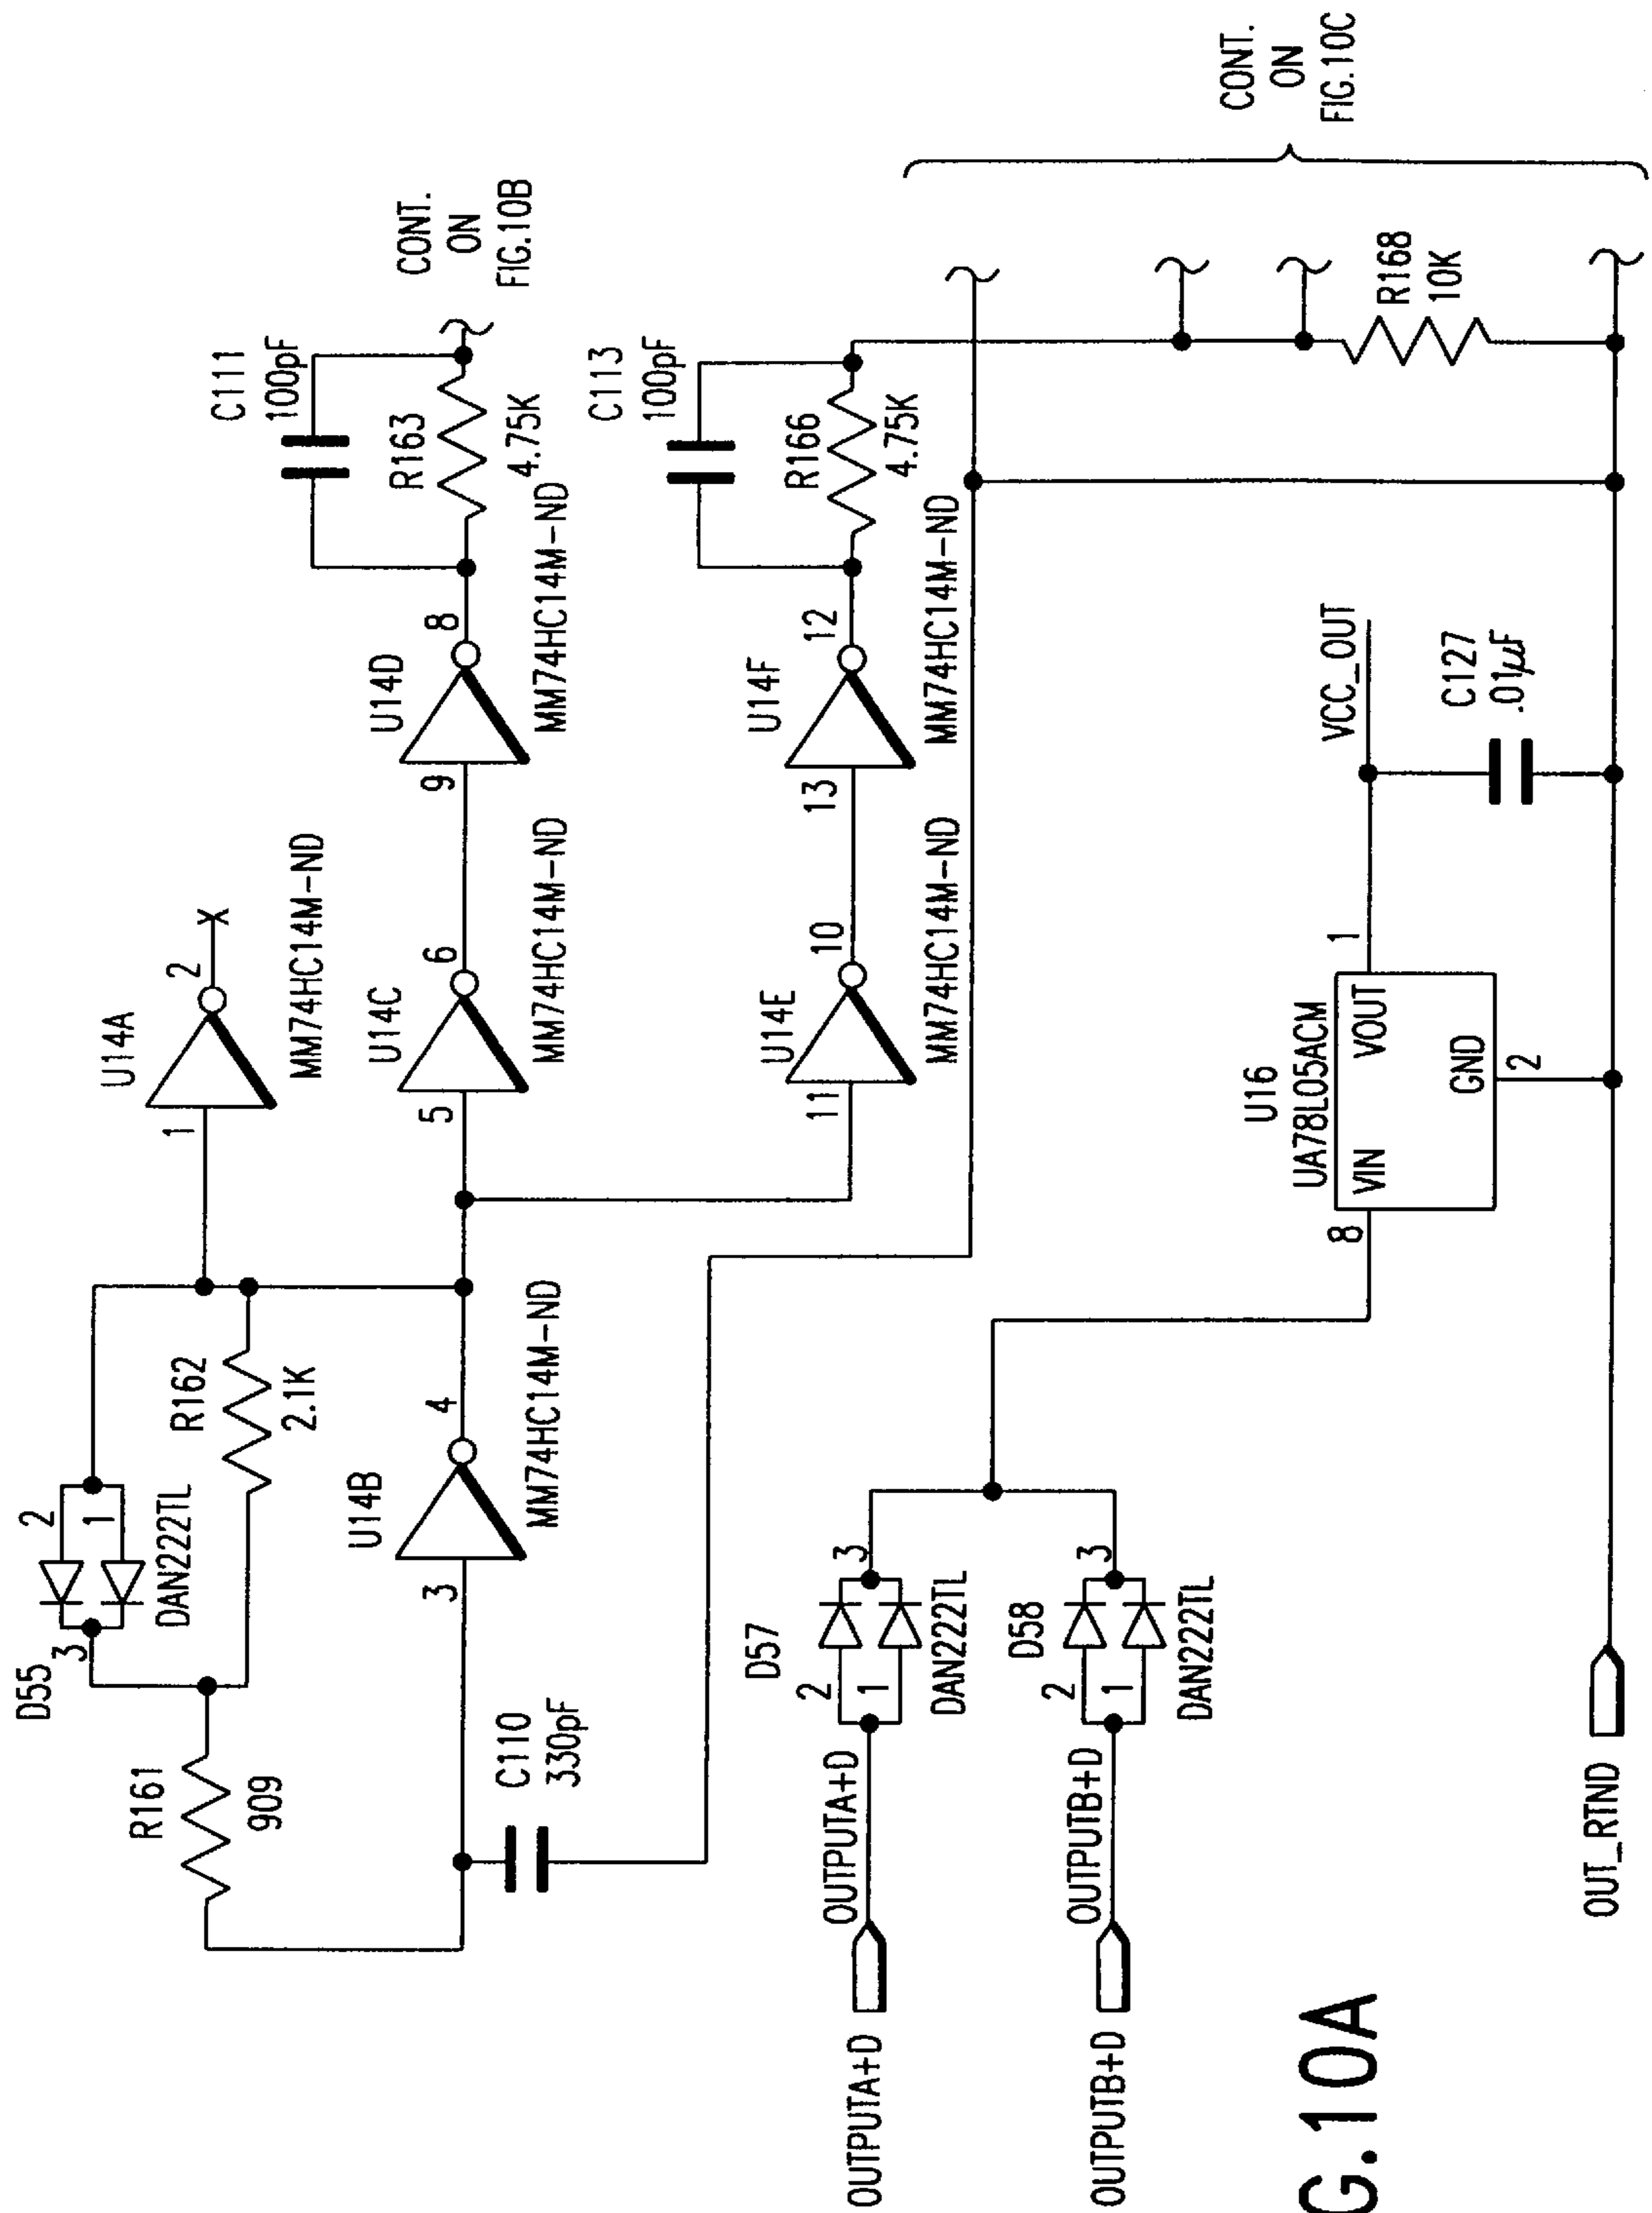 D55
3
2
1
DAN222TL
R161
909
R162
2.1K
U14A
1
2
X
MM74HC14M-ND
C110
330pF
U14B
3
4
MM74HC14M-ND
U14C
5
6
MM74HC14M-ND
U14D
9
8
MM74HC14M-ND
C111
100pF
R163
4.75K
CONT.
ON
FIG.10B
U14E
11
10
MM74HC14M-ND
U14F
13
12
MM74HC14M-ND
C113
100pF
R166
4.75K
OUTPUTA+D
OUTPUTA+D
D57
2
1
3
DAN222TL
OUTPUTB+D
OUTPUTB+D
D58
2
1
3
DAN222TL
U16
UA78L05ACM
8
VIN
VOUT
1
GND
2
VCC_OUT
C127
.01µF
R168
10K
CONT.
ON
FIG.10C
OUT_RTND
G.10A